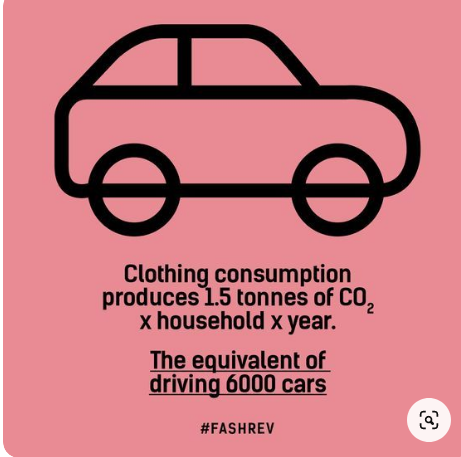 Clothing consumption
produces 1.5 tonnes of CO₂
x household x year.
The equivalent of
driving 6000 cars
#FASHREV